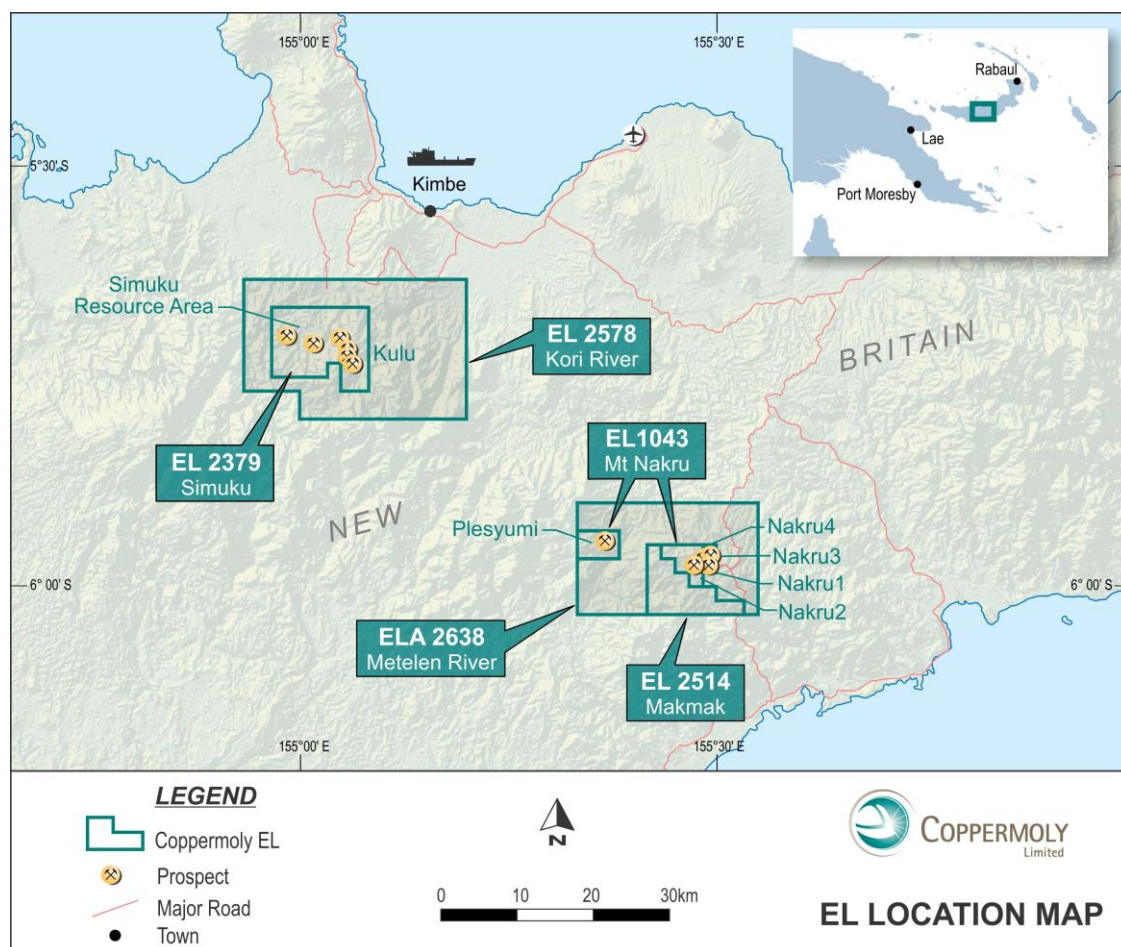 155°00' E
155°30' E
Rabaul
Lae
Port Moresby
5°30' S
Kimbe
Simuku
Resource Area
Kulu
EL 2578
Kori River
BRITAIN
EL 2379
Simuku
EL1043
Mt Nakru
NEW
Plesyumi
Nakru4
Nakru3
Nakru1
Nakru2
6° 00' S
6° 00' S
ELA 2638
Metelen River
EL 2514
Makmak
155°00' E
155°30' E
LEGEND
Coppermoly EL
Prospect
Major Road
Town
N
0 10 20 30km
COPPERMOLY
Limited
EL LOCATION MAP